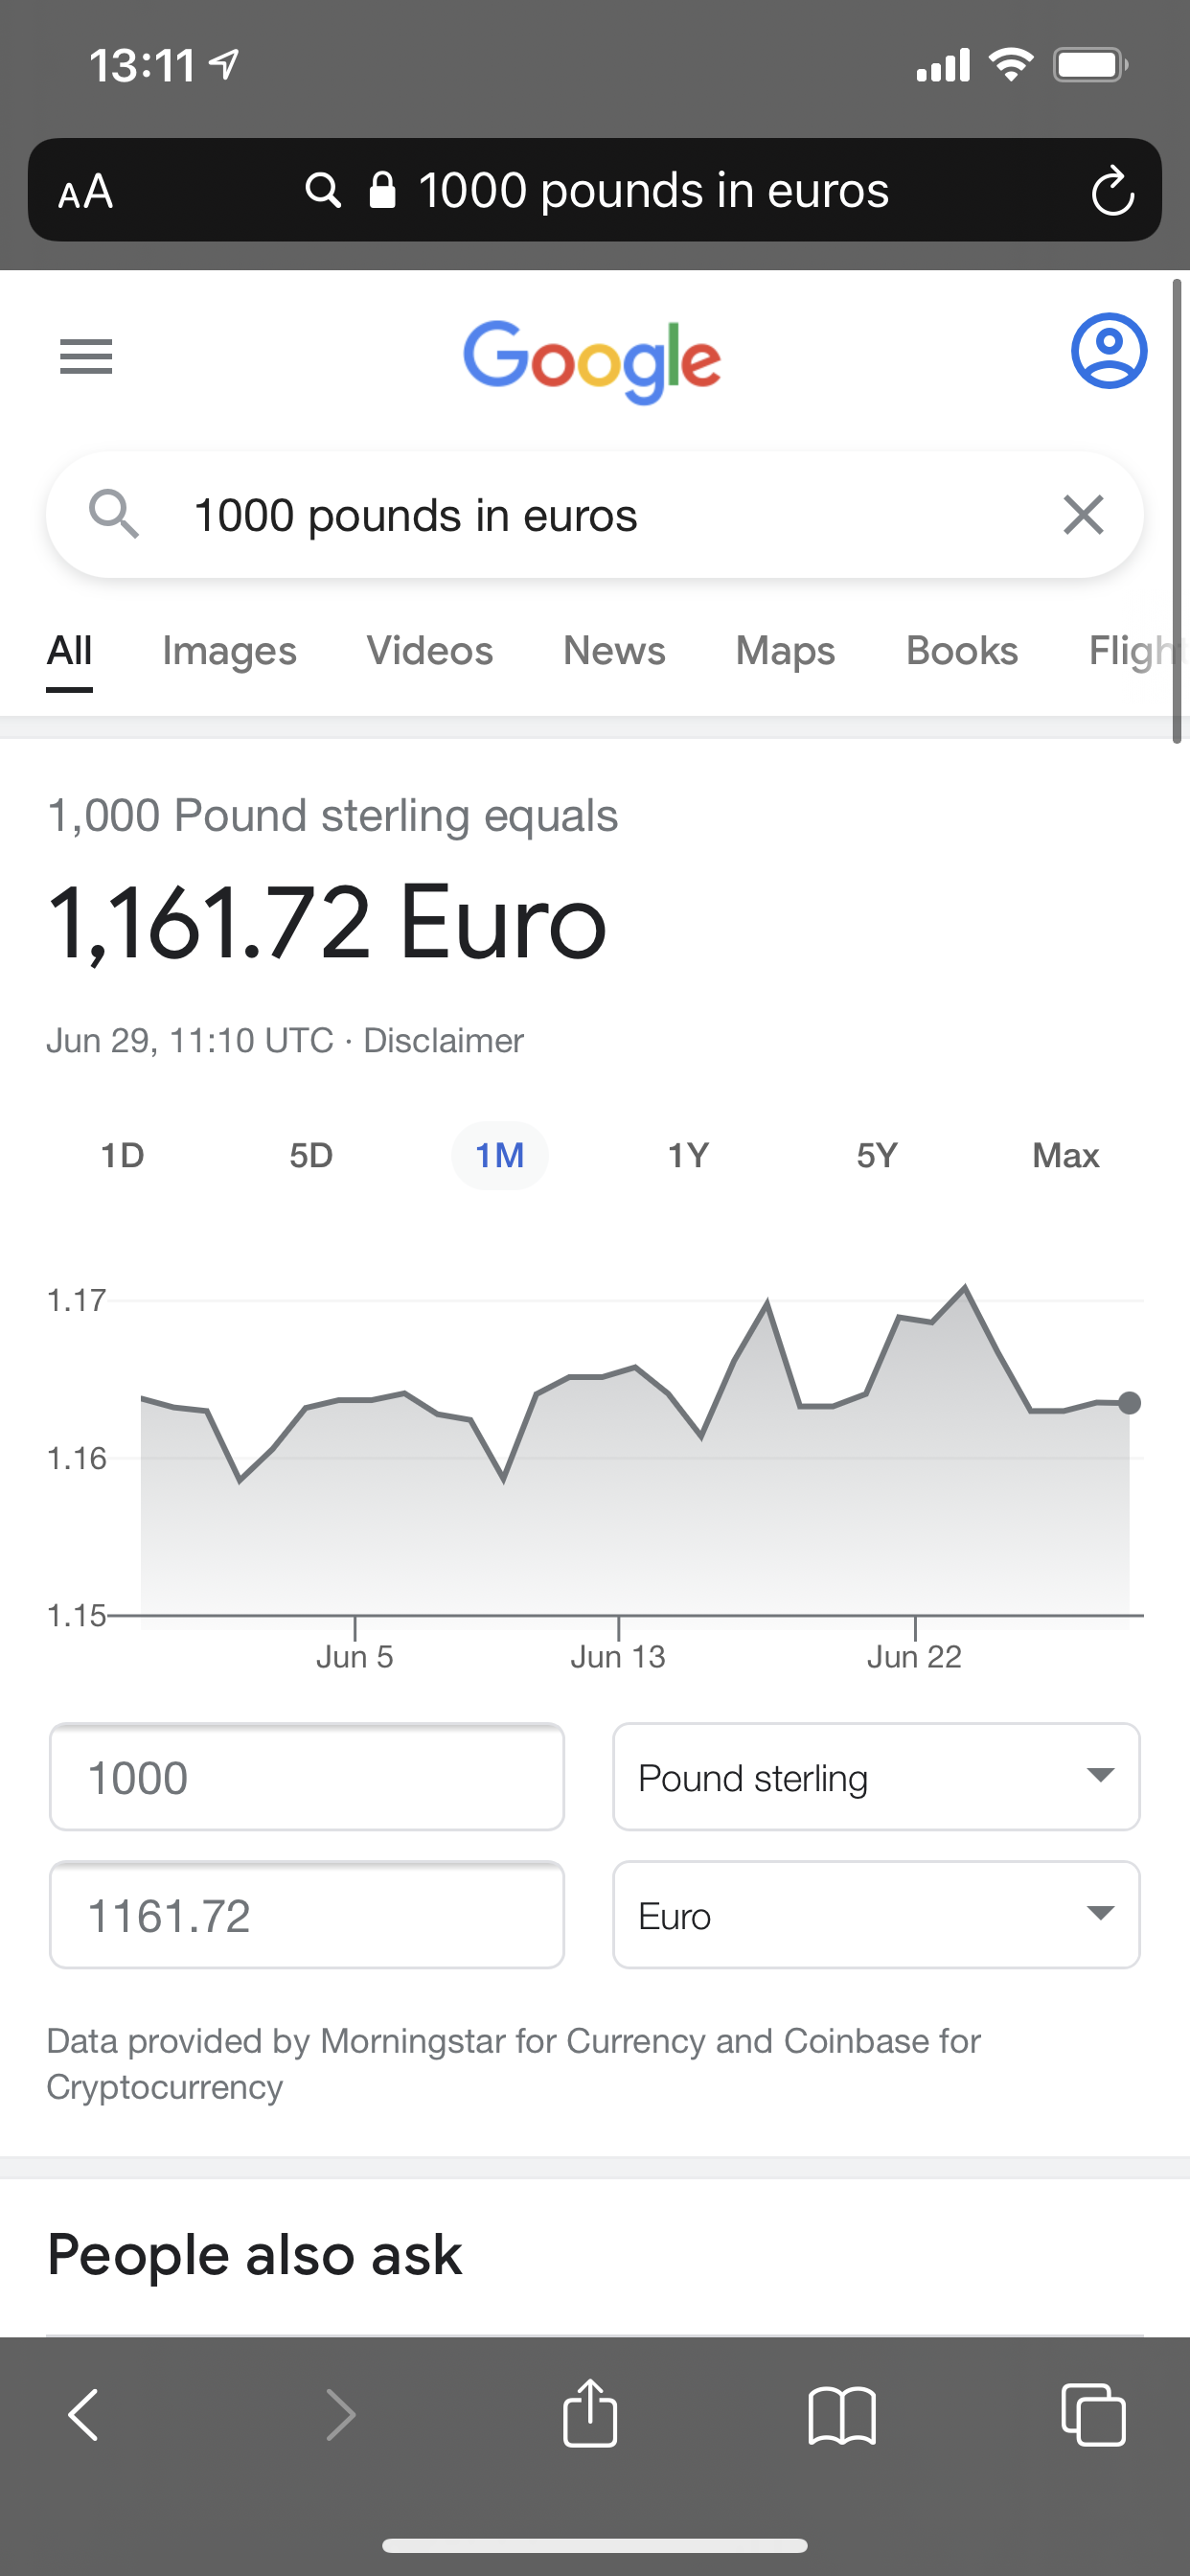 13:11
AA 1000 pounds in euros
Google
1000 pounds in euros
All Images Videos News Maps Books Fligh
1,000 Pound sterling equals
1,161.72 Euro
Jun 29, 11:10 UTC · Disclaimer
1D 5D 1M 1Y 5Y Max
1.17
1.16
1.15
Jun 5 Jun 13 Jun 22
1000 Pound sterling
1161.72 Euro
Data provided by Morningstar for Currency and Coinbase for
Cryptocurrency
People also ask